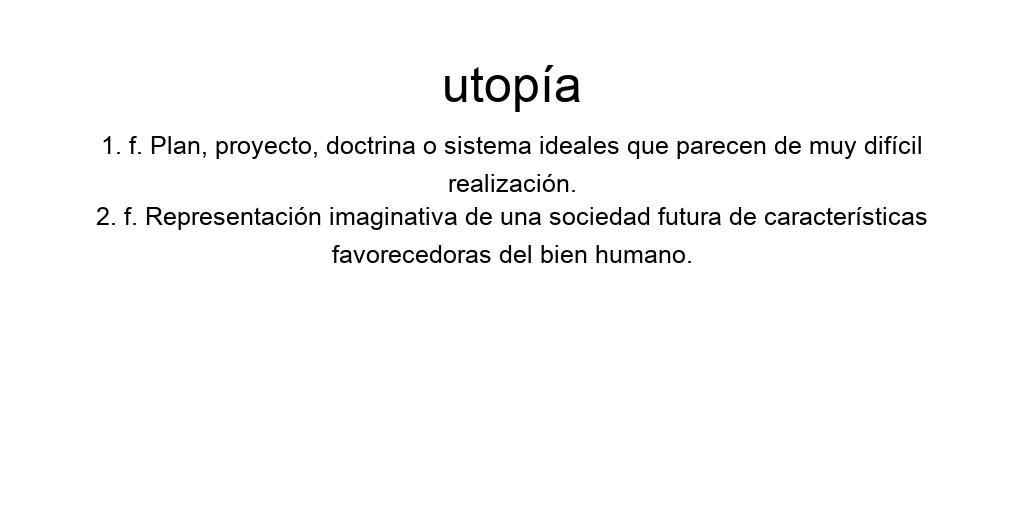 utopía
1. f. Plan, proyecto, doctrina o sistema ideales que parecen de muy difícil
realización.
2. f. Representación imaginativa de una sociedad futura de características
favorecedoras del bien humano.